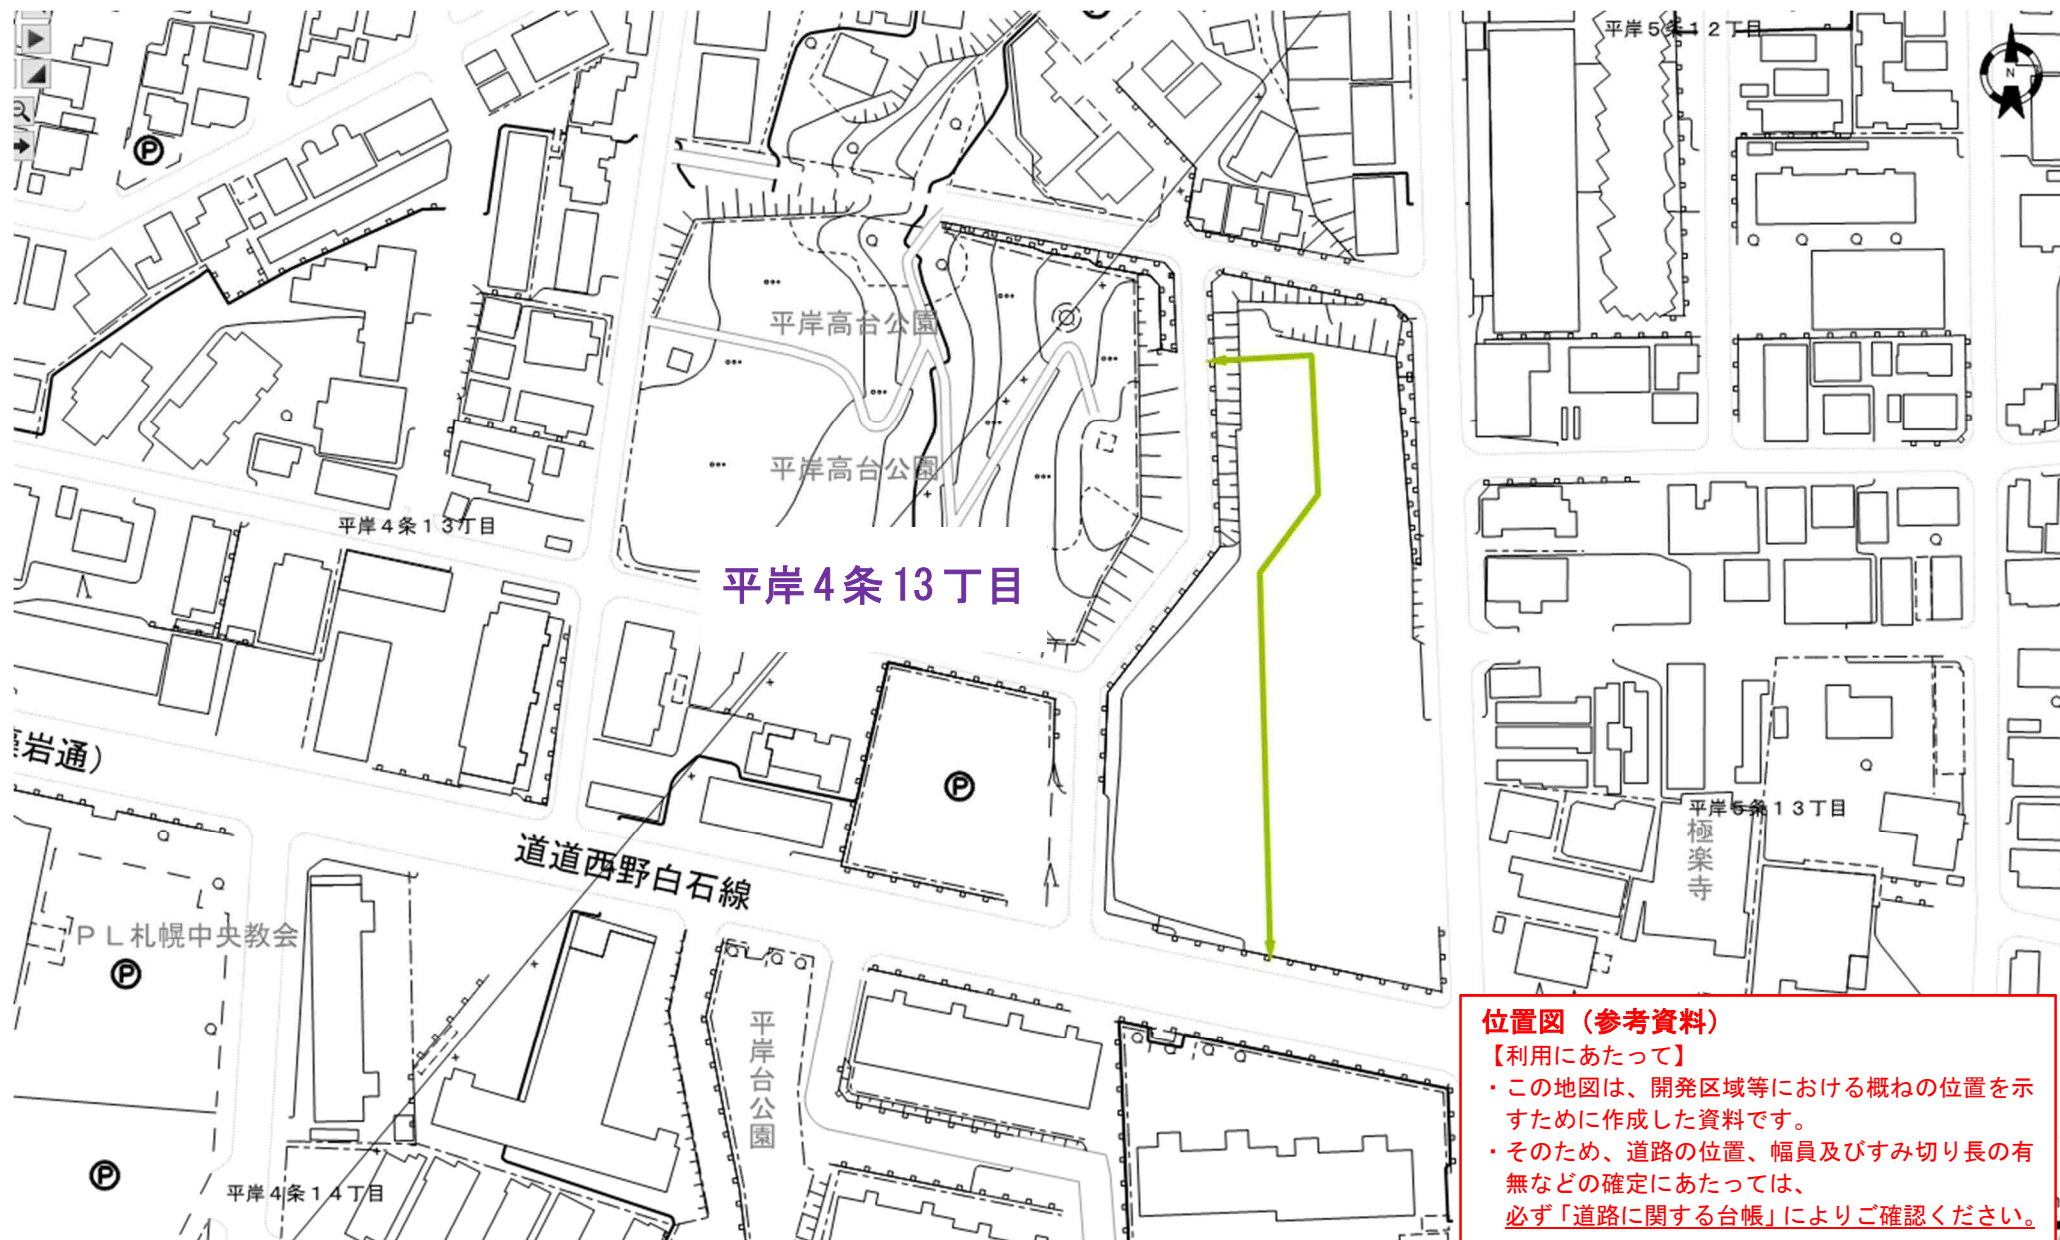 平岸5条12丁目
N
平岸高台公園
平岸高台公園
平岸4条13丁目
平岸4条13丁目
岩通)
道道西野白石線
平岸5条13丁目
極楽寺
PL札幌中央教会
平岸台公園
平岸4条14丁目
P
P
P
P
位置図(参考資料)
【利用にあたって】
・この地図は、開発区域等における概ねの位置を示
すために作成した資料です。
・そのため、道路の位置、幅員及びすみ切り長の有
無などの確定にあたっては、
必ず「道路に関する台帳」によりご確認ください。